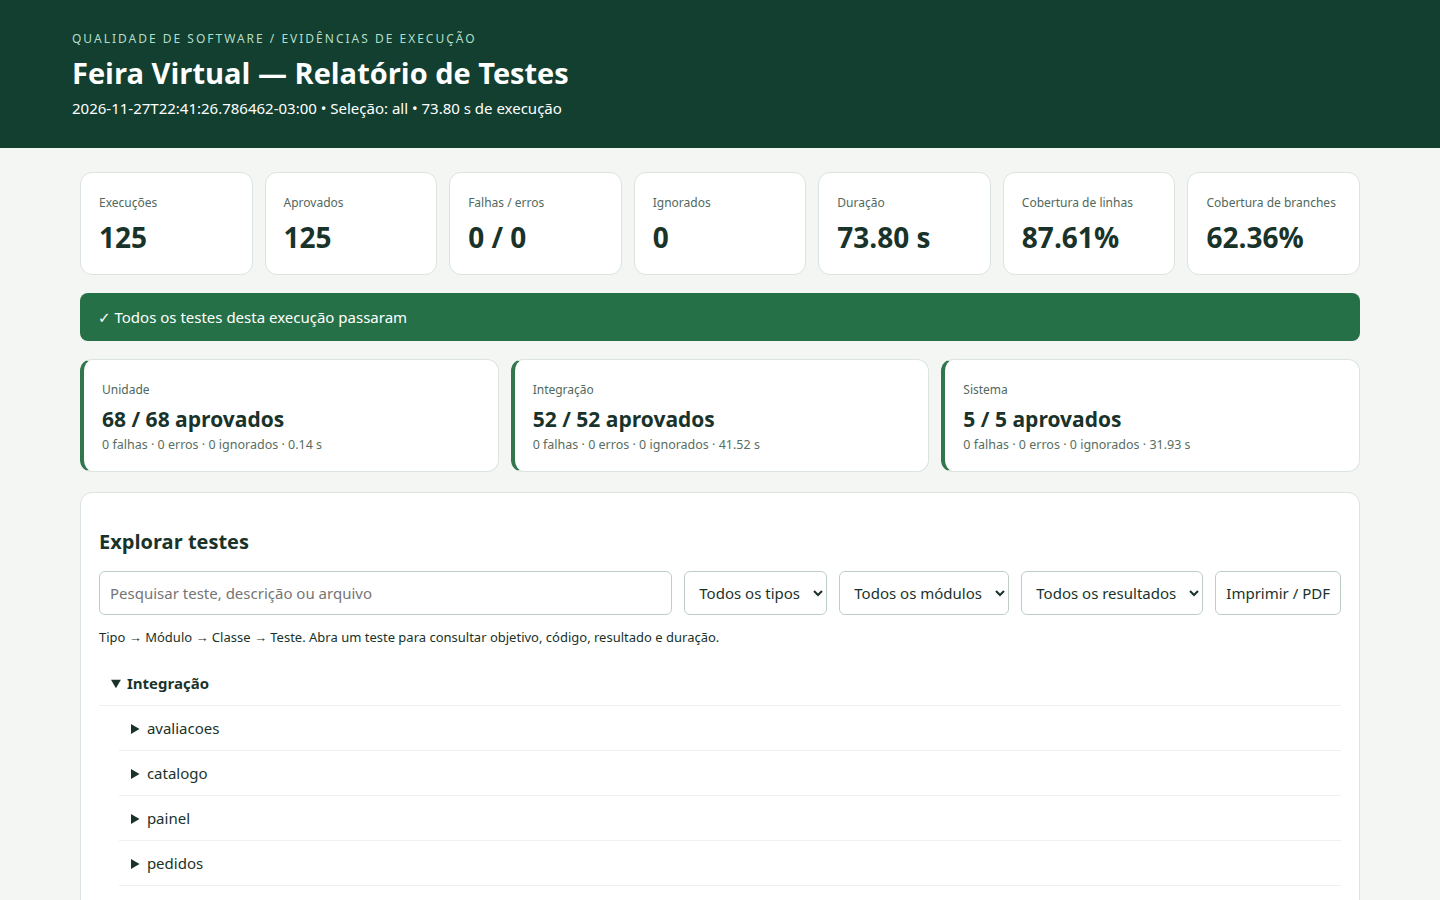 QUALIDADE DE SOFTWARE / EVIDÊNCIAS DE EXECUÇÃO
Feira Virtual — Relatório de Testes
2026-11-27T22:41:26.786462-03:00 • Seleção: all • 73.80 s de execução
Execuções
125
Aprovados
125
Falhas / erros
0 / 0
Ignorados
0
Duração
73.80 s
Cobertura de linhas
87.61%
Cobertura de branches
62.36%
✓ Todos os testes desta execução passaram
Unidade
68 / 68 aprovados
0 falhas · 0 erros · 0 ignorados · 0.14 s
Integração
52 / 52 aprovados
0 falhas · 0 erros · 0 ignorados · 41.52 s
Sistema
5 / 5 aprovados
0 falhas · 0 erros · 0 ignorados · 31.93 s
Explorar testes
Pesquisar teste, descrição ou arquivo
Todos os tipos
Todos os módulos
Todos os resultados
Imprimir / PDF
Tipo → Módulo → Classe → Teste. Abra um teste para consultar objetivo, código, resultado e duração.
▼ Integração
▶ avaliacoes
▶ catalogo
▶ painel
▶ pedidos